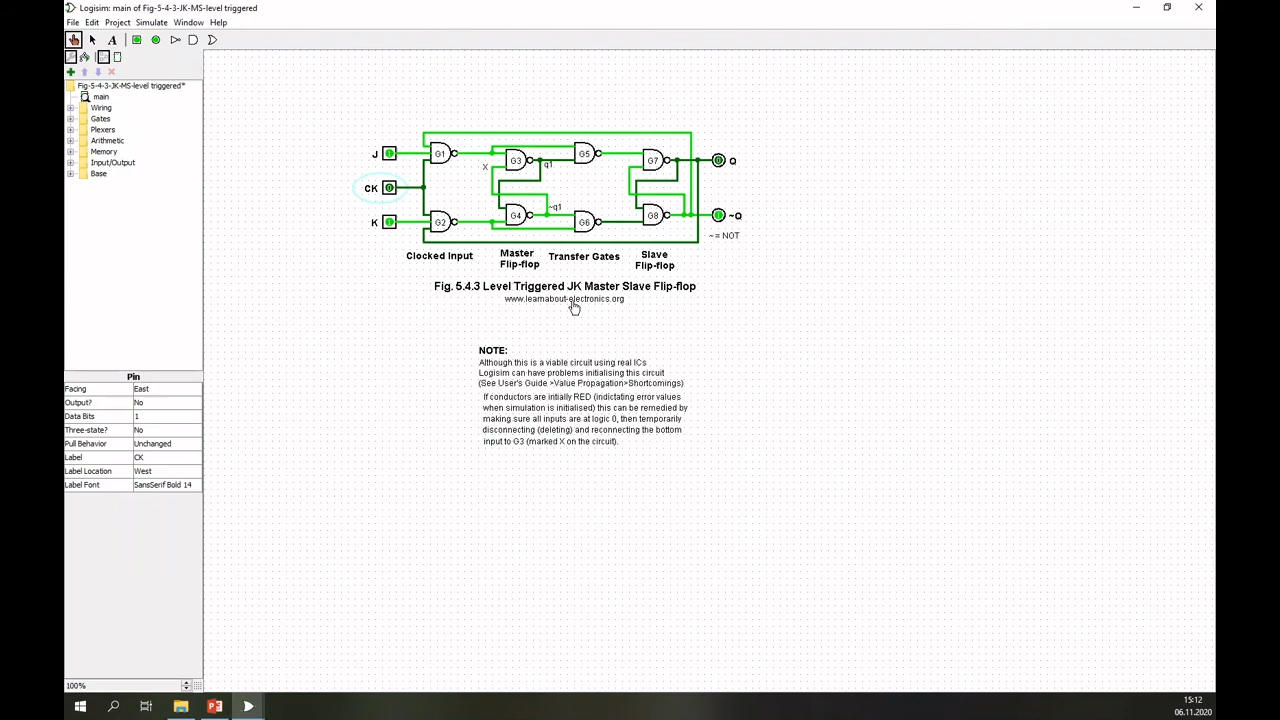 Logisim: main of Fig-5-4-3-JK-MS-level triggered
File Edit Project Simulate Window Help
A
Fig-5-4-3-JK-MS-level triggered*
main
Wiring
Gates
Plexers
Arithmetic
Memory
Input/Output
Base
J 1 G1 G3 q1 G5 G7 0 Q
X
CK 0
K 1 G2 G4 ~q1 G6 G8 1 ~Q
~ = NOT
Clocked Input Master Flip-flop Transfer Gates Slave Flip-flop
Fig. 5.4.3 Level Triggered JK Master Slave Flip-flop
www.learnabout-electronics.org
NOTE:
Although this is a viable circuit using real ICs
Logisim can have problems initialising this circuit
(See User's Guide >Value Propagation>Shortcomings)
If conductors are intially RED (indictating error values
when simulation is initialised) this can be remedied by
making sure all inputs are at logic 0, then temporarily
disconnecting (deleting) and reconnecting the bottom
input to G3 (marked X on the circuit).
Pin
Facing East
Output? No
Data Bits 1
Three-state? No
Pull Behavior Unchanged
Label CK
Label Location West
Label Font SansSerif Bold 14
100%
15:12
06.11.2020